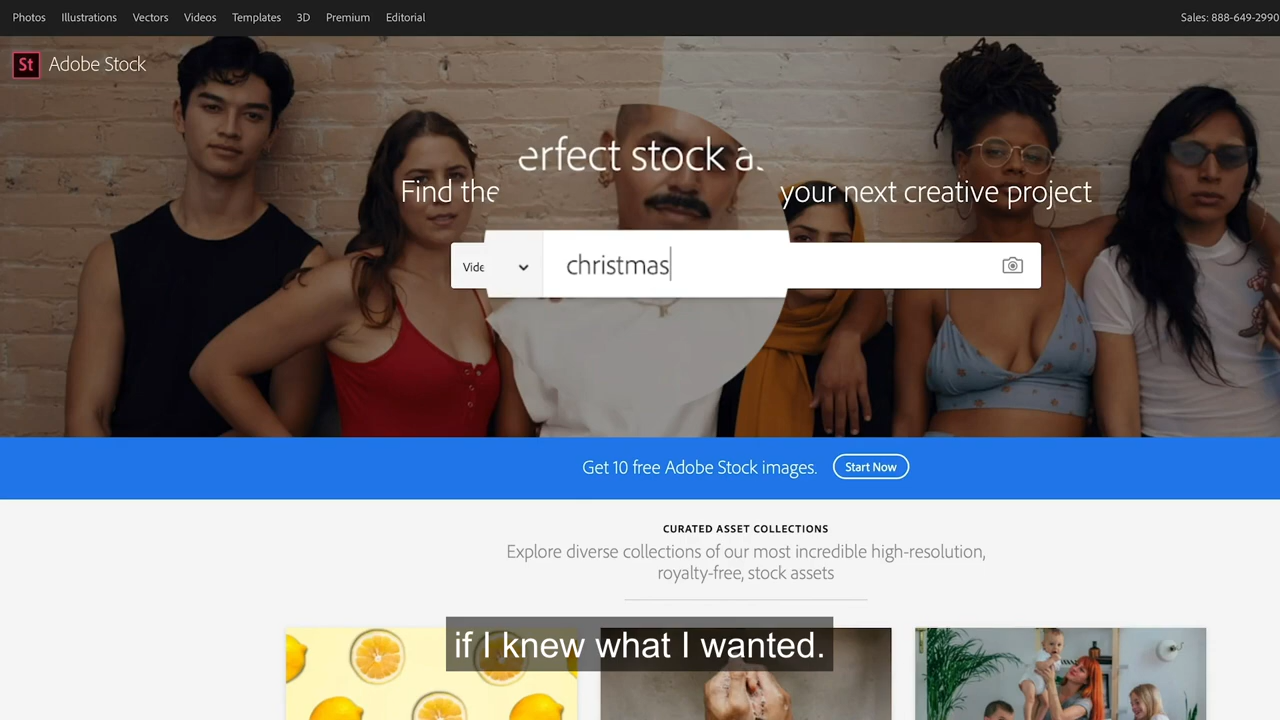 Photos Illustrations Vectors Videos Templates 3D Premium Editorial Sales: 888-649-2990
St Adobe Stock
erfect stock a
Find the your next creative project
Vide christmas
Get 10 free Adobe Stock images. Start Now
CURATED ASSET COLLECTIONS
Explore diverse collections of our most incredible high-resolution,
royalty-free, stock assets
if I knew what I wanted.